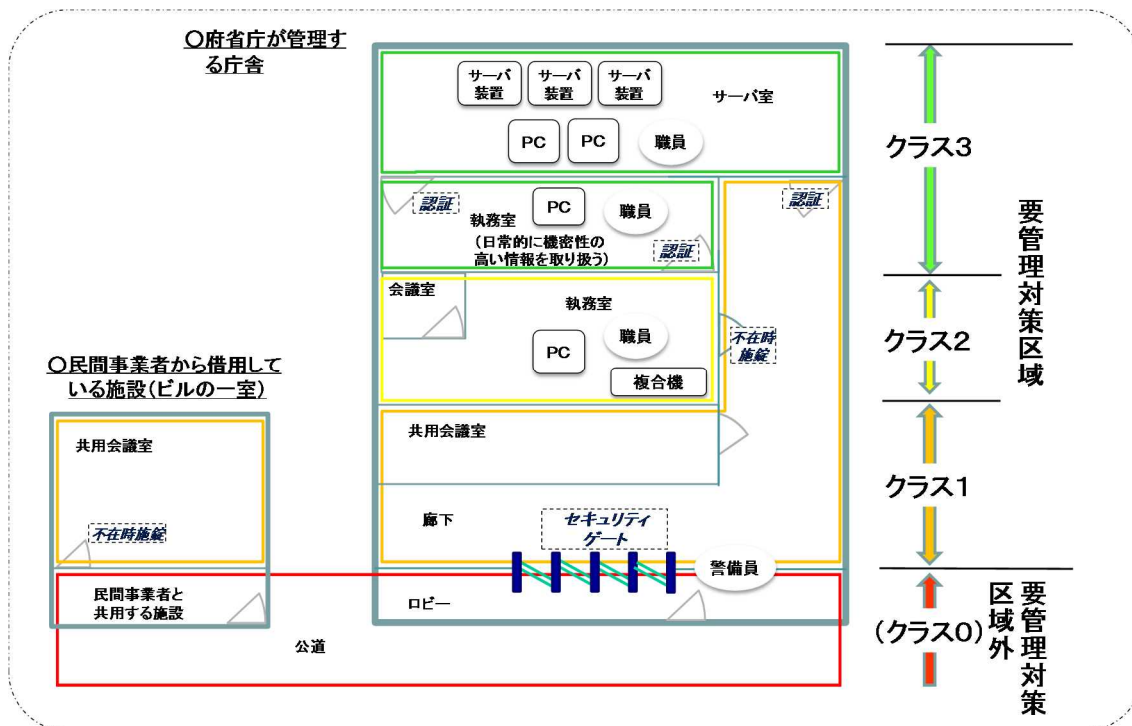 〇府省庁が管理す
る庁舎
サーバ
装置
サーバ
装置
サーバ
装置
サーバ室
PC
PC
職員
認証
認証
PC
職員
執務室
(日常的に機密性の
高い情報を取り扱う)
認証
会議室
執務室
職員
PC
複合機
不在時
施錠
共用会議室
廊下
セキュリティ
ゲート
警備員
ロビー
公道
〇民間事業者から借用して
いる施設(ビルの一室)
共用会議室
不在時施錠
民間事業者と
共用する施設
クラス3
クラス2
クラス1
(クラス0)
要管理対策区域
要管理対策
区域外